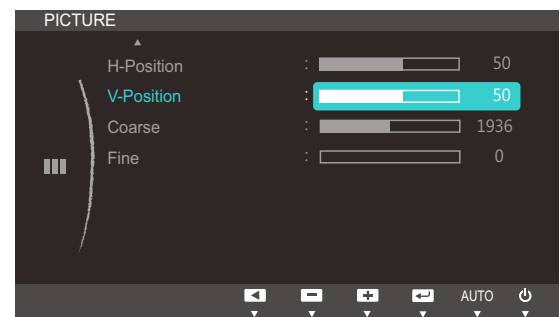 PICTURE
H-Position : 50
V-Position : 50
Coarse : 1936
Fine : 0
AUTO